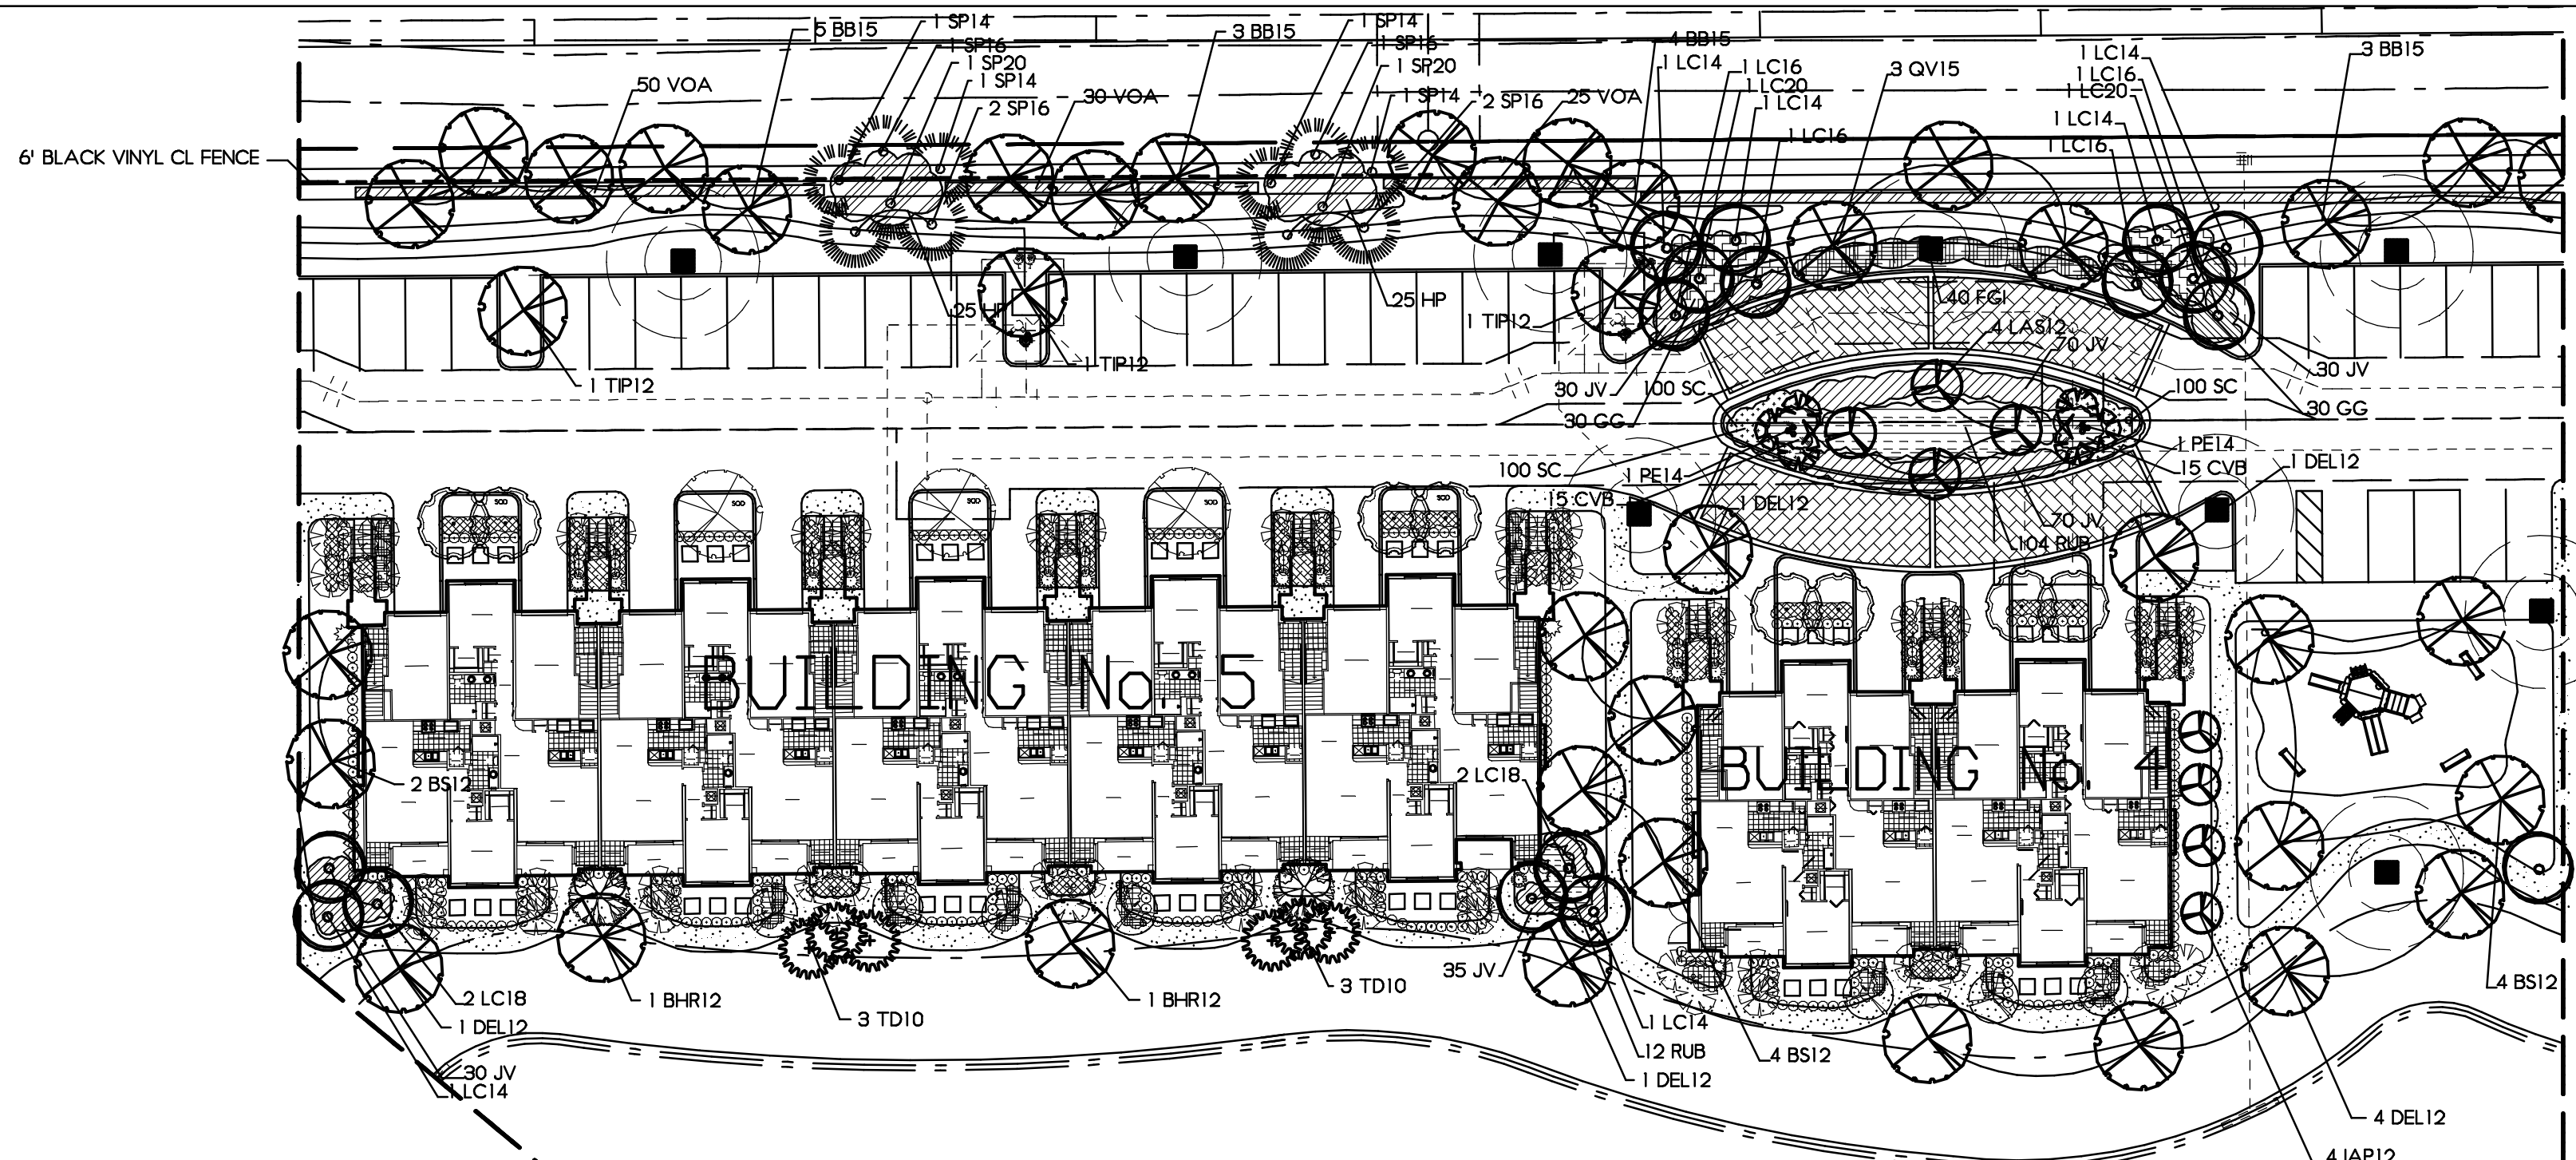 5 BB15
1 SP14
1 SP16
1 SP20
1 SP14
2 SP16
3 BB15
1 SP14
1 SP16
1 SP20
1 SP14
2 SP16
4 BB15
1 LC14
1 LC16
1 LC20
1 LC14
1 LC16
3 QV15
1 LC14
1 LC16
1 LC20
1 LC14
1 LC16
3 BB15
50 VOA
30 VOA
25 VOA
6' BLACK VINYL CL FENCE
25 HP
25 HP
1 TIP12
1 TIP12
1 TIP12
40 FGI
4 LAS12
70 JV
30 JV
100 SC
30 GG
100 SC
30 JV
30 GG
100 SC
1 PE14
15 CVB
1 DEL12
1 PE14
15 CVB
1 DEL12
70 JV
104 RUB
BUILDING No. 5
BUILDING No. 4
2 BS12
2 LC18
35 JV
2 LC18
1 DEL12
30 JV
1 LC14
1 BHR12
3 TD10
1 BHR12
3 TD10
1 LC14
12 RUB
1 DEL12
4 BS12
4 BS12
4 DEL12
4 JAP12